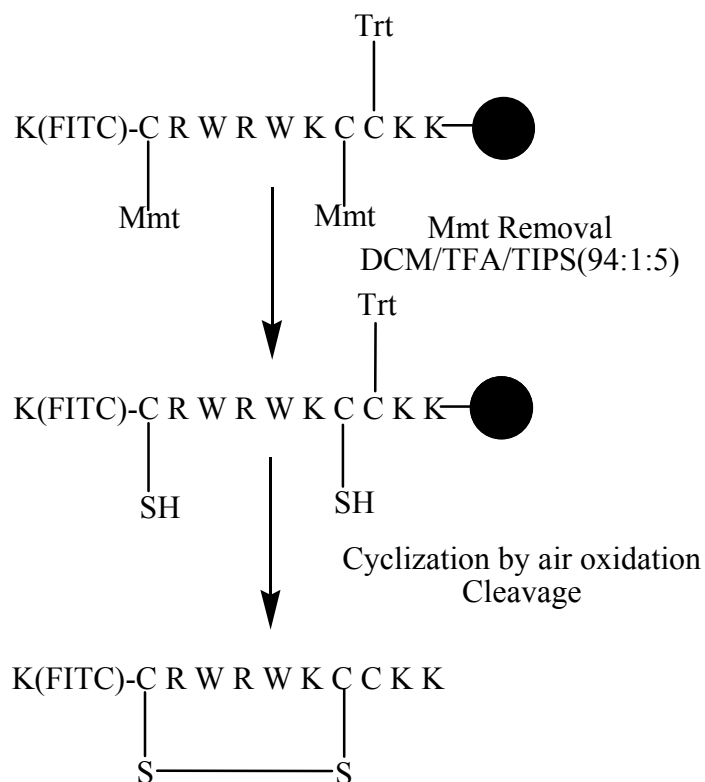 Trt
K(FITC)-C R W R W K C C K K
Mmt
Mmt
Mmt Removal
DCM/TFA/TIPS(94:1:5)
Trt
K(FITC)-C R W R W K C C K K
SH
SH
Cyclization by air oxidation
Cleavage
K(FITC)-C R W R W K C C K K
S
S